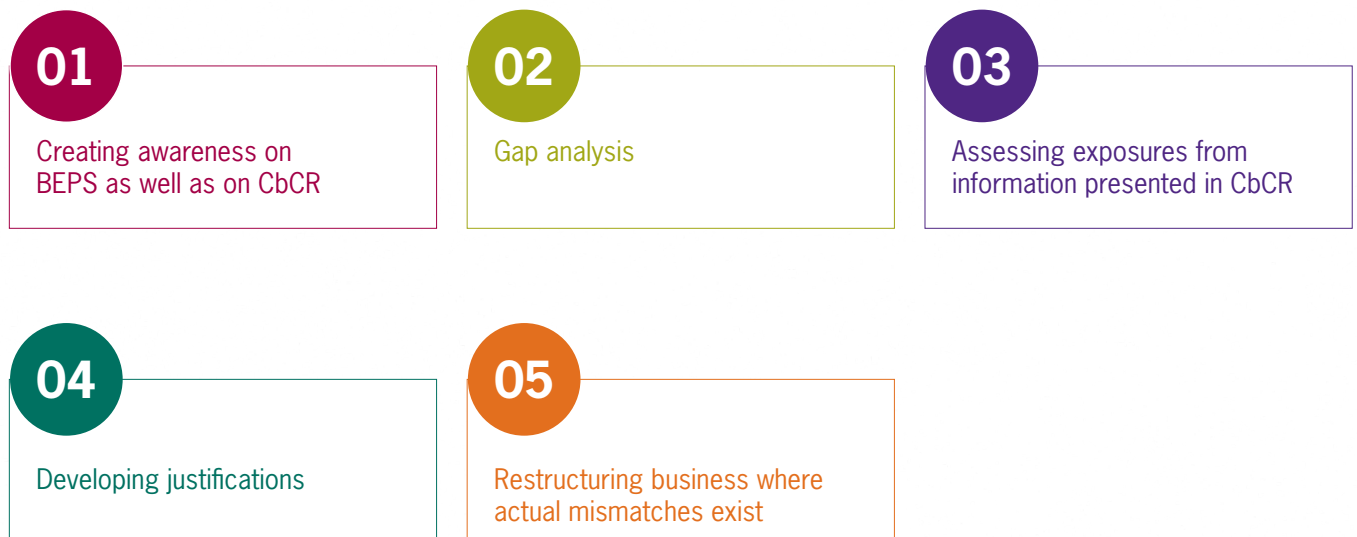 01
Creating awareness on
BEPS as well as on CbCR
02
Gap analysis
03
Assessing exposures from
information presented in CbCR
04
Developing justifications
05
Restructuring business where
actual mismatches exist